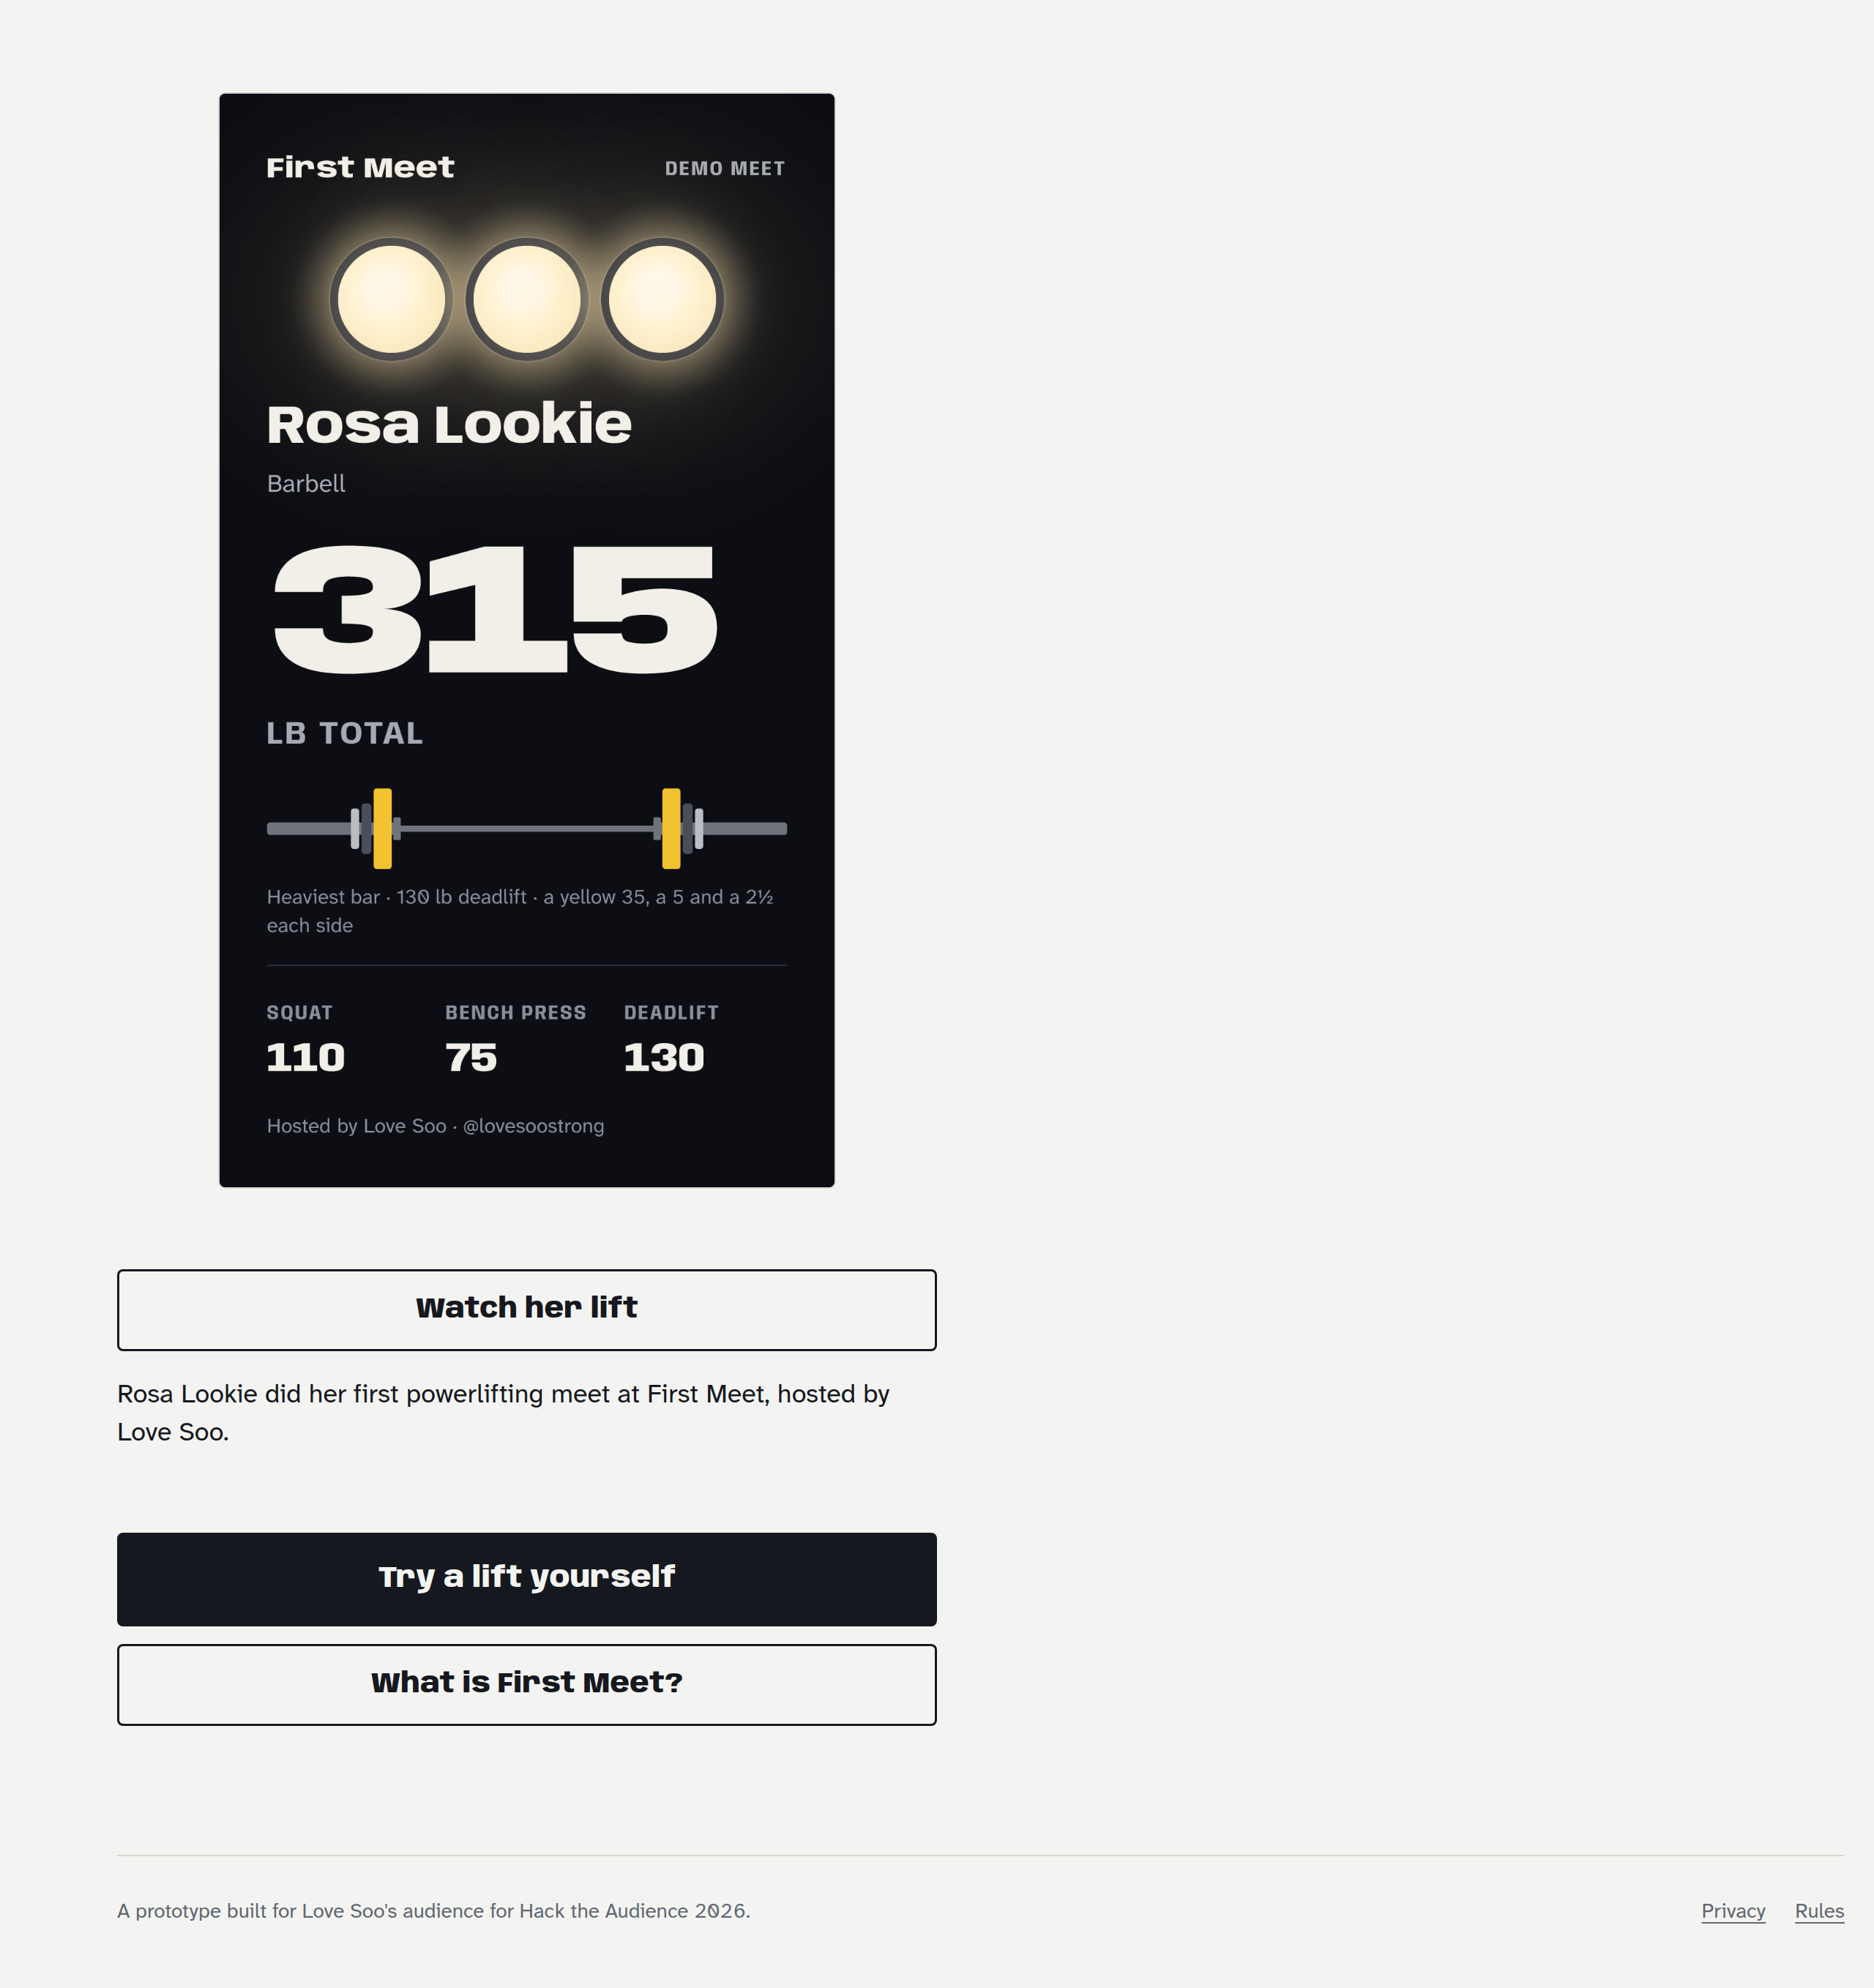 First Meet
DEMO MEET
Rosa Lookie
Barbell
315
LB TOTAL
Heaviest bar · 130 lb deadlift · a yellow 35, a 5 and a 2½
each side
SQUAT
BENCH PRESS
DEADLIFT
110
75
130
Hosted by Love Soo · @lovesoostrong
Watch her lift
Rosa Lookie did her first powerlifting meet at First Meet, hosted by
Love Soo.
Try a lift yourself
What is First Meet?
A prototype built for Love Soo's audience for Hack the Audience 2026.
Privacy
Rules